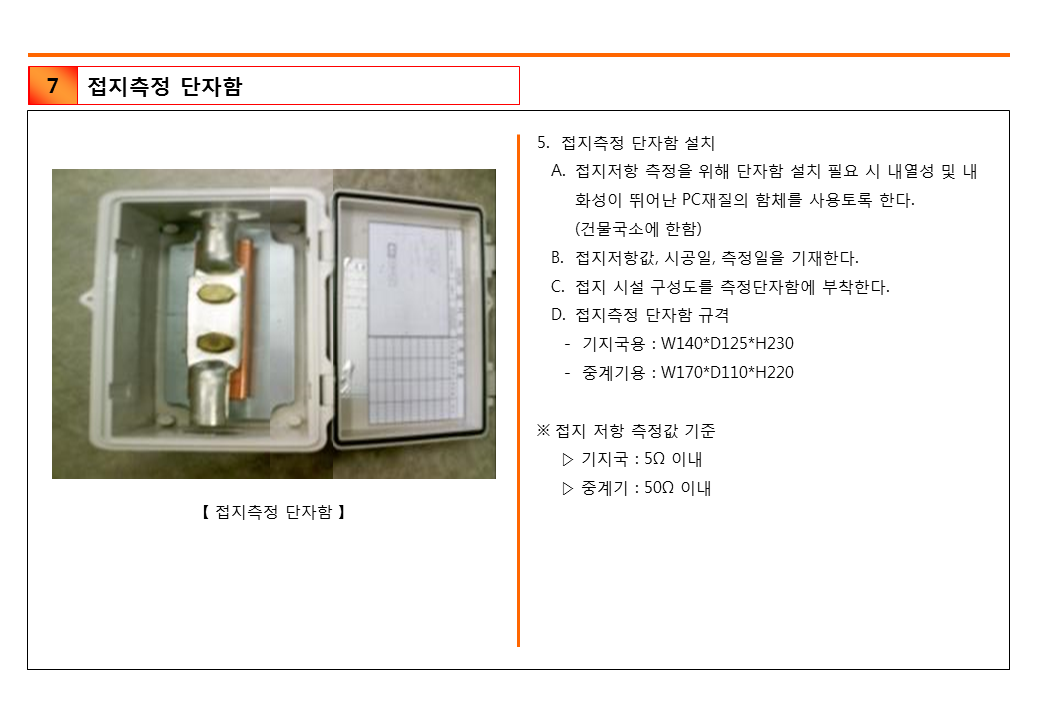 7 접지측정 단자함
【 접지측정 단자함 】
5. 접지측정 단자함 설치
A. 접지저항 측정을 위해 단자함 설치 필요 시 내열성 및 내
화성이 뛰어난 PC재질의 함체를 사용토록 한다.
(건물국소에 한함)
B. 접지저항값, 시공일, 측정일을 기재한다.
C. 접지 시설 구성도를 측정단자함에 부착한다.
D. 접지측정 단자함 규격
- 기지국용 : W140*D125*H230
- 중계기용 : W170*D110*H220
※ 접지 저항 측정값 기준
▷ 기지국 : 5Ω 이내
▷ 중계기 : 50Ω 이내